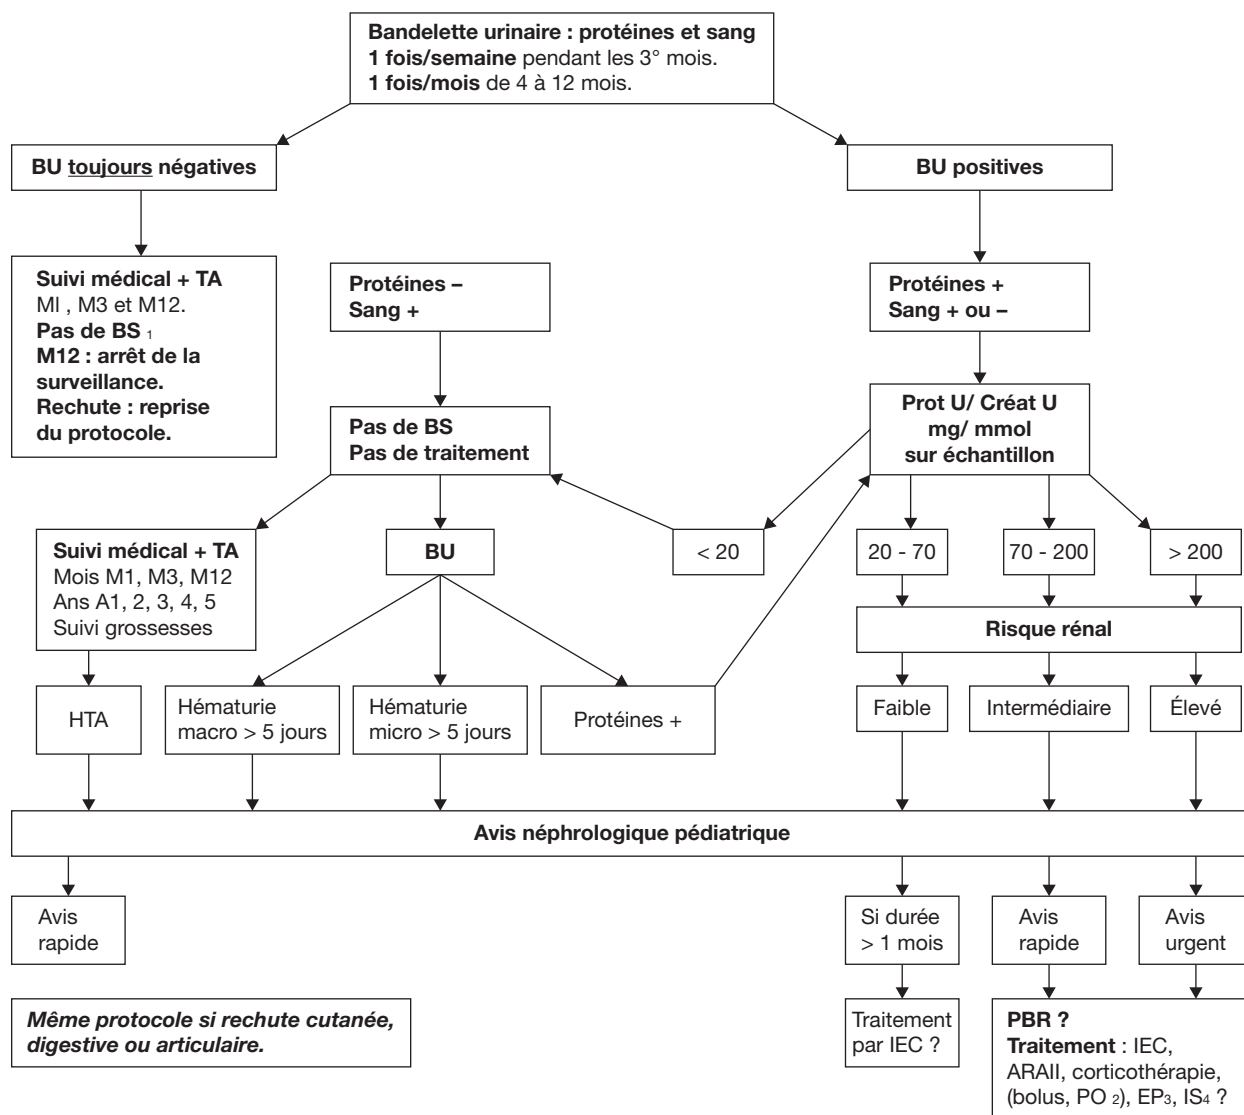 Bandelette urinaire : protéines et sang
1 fois/semaine pendant les 3° mois.
1 fois/mois de 4 à 12 mois.
BU toujours négatives
BU positives
Suivi médical + TA
MI , M3 et M12.
Pas de BS 1
M12 : arrêt de la
surveillance.
Rechute : reprise
du protocole.
Protéines –
Sang +
Protéines +
Sang + ou –
Pas de BS
Pas de traitement
Prot U/ Créat U
mg/ mmol
sur échantillon
Suivi médical + TA
Mois M1, M3, M12
Ans A1, 2, 3, 4, 5
Suivi grossesses
BU
< 20
20 - 70
70 - 200
> 200
Risque rénal
HTA
Hématurie
macro > 5 jours
Hématurie
micro > 5 jours
Protéines +
Faible
Intermédiaire
Élevé
Avis néphrologique pédiatrique
Avis
rapide
Si durée
> 1 mois
Avis
rapide
Avis
urgent
Même protocole si rechute cutanée,
digestive ou articulaire.
Traitement
par IEC ?
PBR ?
Traitement : IEC,
ARAII, corticothérapie,
(bolus, PO 2), EP3, IS4 ?